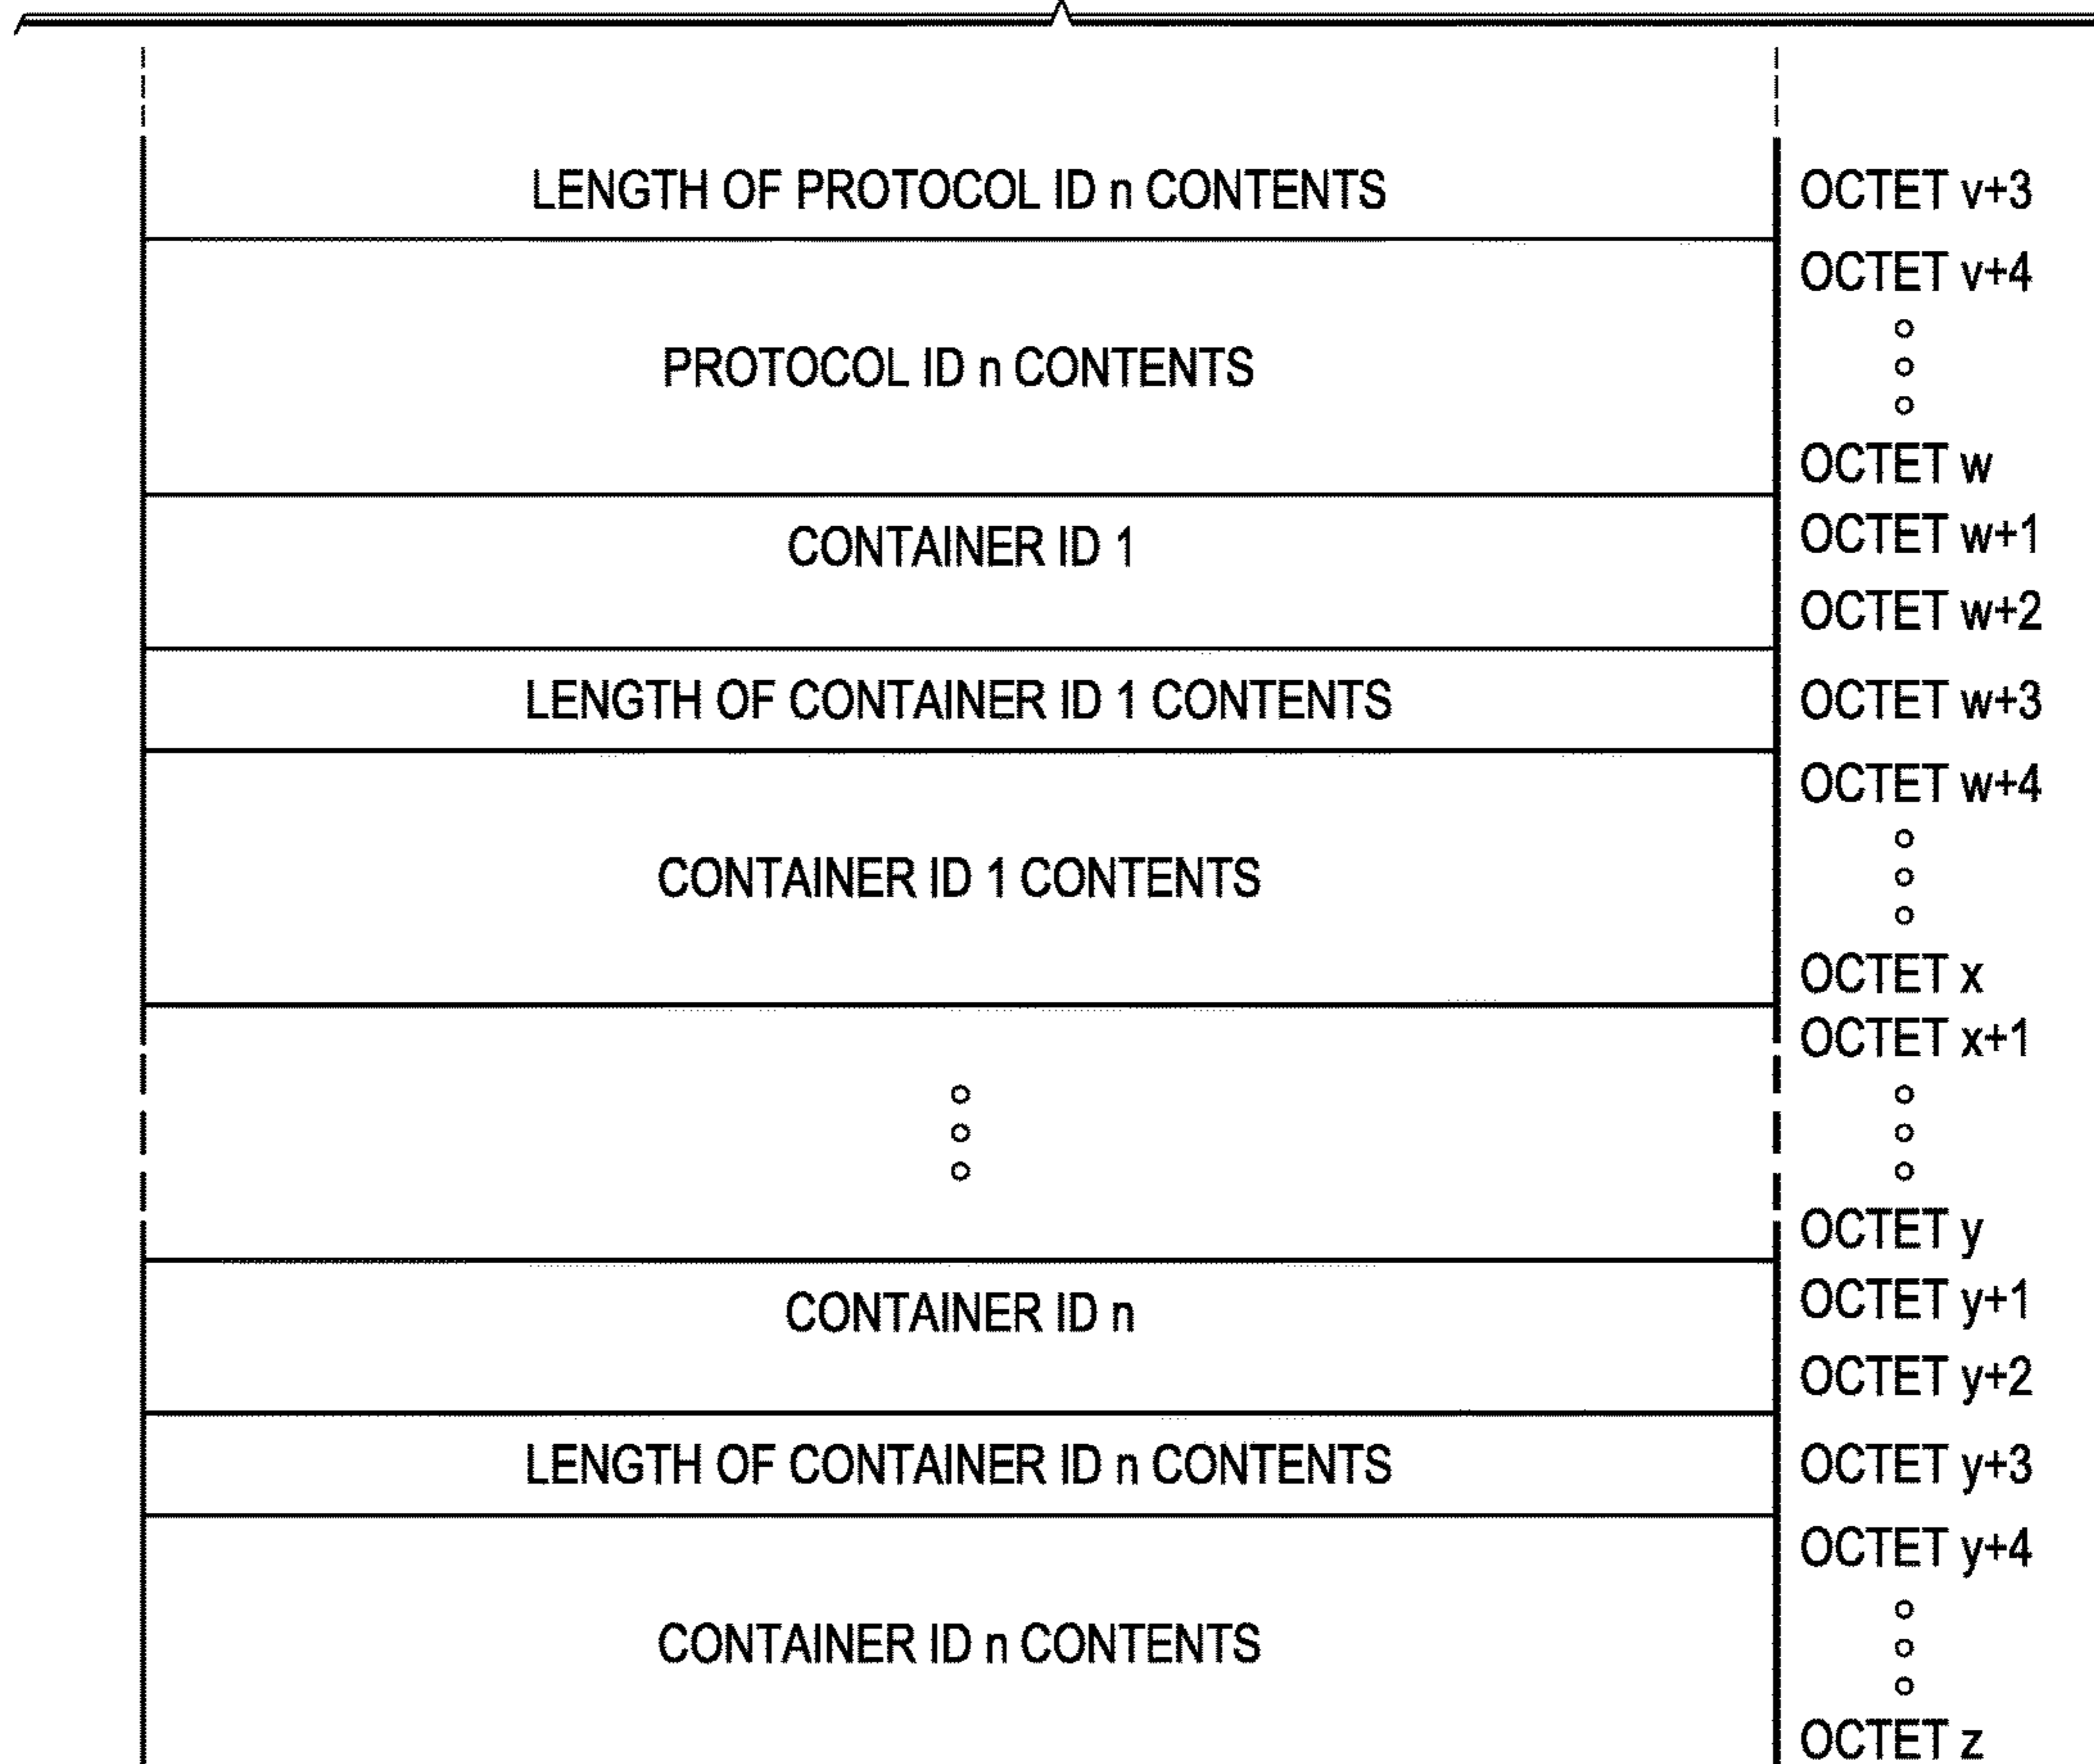 LENGTH OF PROTOCOL ID n CONTENTS OCTET v+3
OCTET v+4
PROTOCOL ID n CONTENTS
OCTET w
CONTAINER ID 1 OCTET w+1
OCTET w+2
LENGTH OF CONTAINER ID 1 CONTENTS OCTET w+3
OCTET w+4
CONTAINER ID 1 CONTENTS
OCTET x
OCTET x+1
OCTET y
CONTAINER ID n OCTET y+1
OCTET y+2
LENGTH OF CONTAINER ID n CONTENTS OCTET y+3
OCTET y+4
CONTAINER ID n CONTENTS
OCTET z